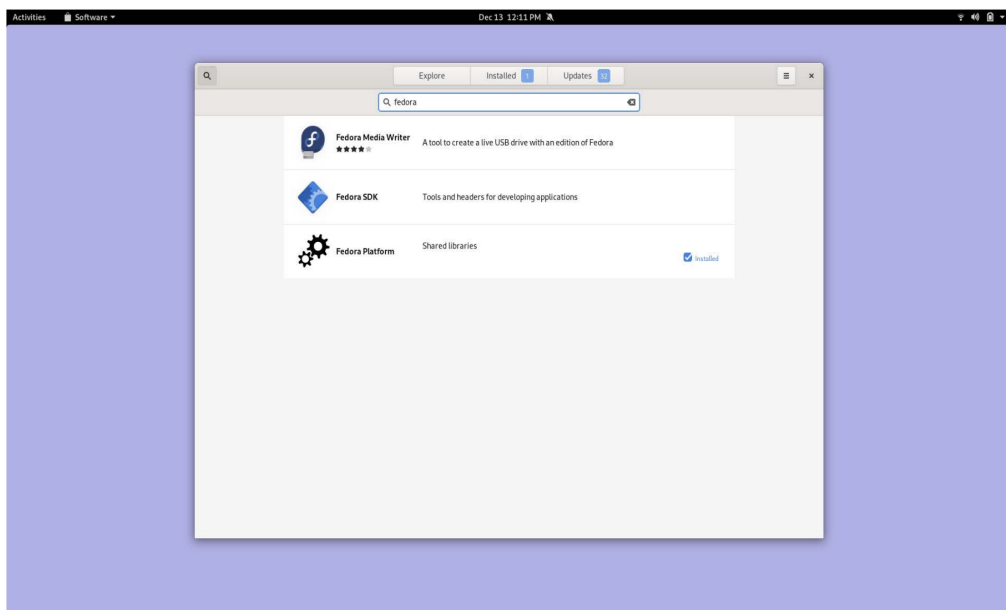 Activities Software Dec 13 12:11 PM
Explore Installed 1 Updates 32
fedora
Fedora Media Writer A tool to create a live USB drive with an edition of Fedora
Fedora SDK Tools and headers for developing applications
Fedora Platform Shared libraries
Installed